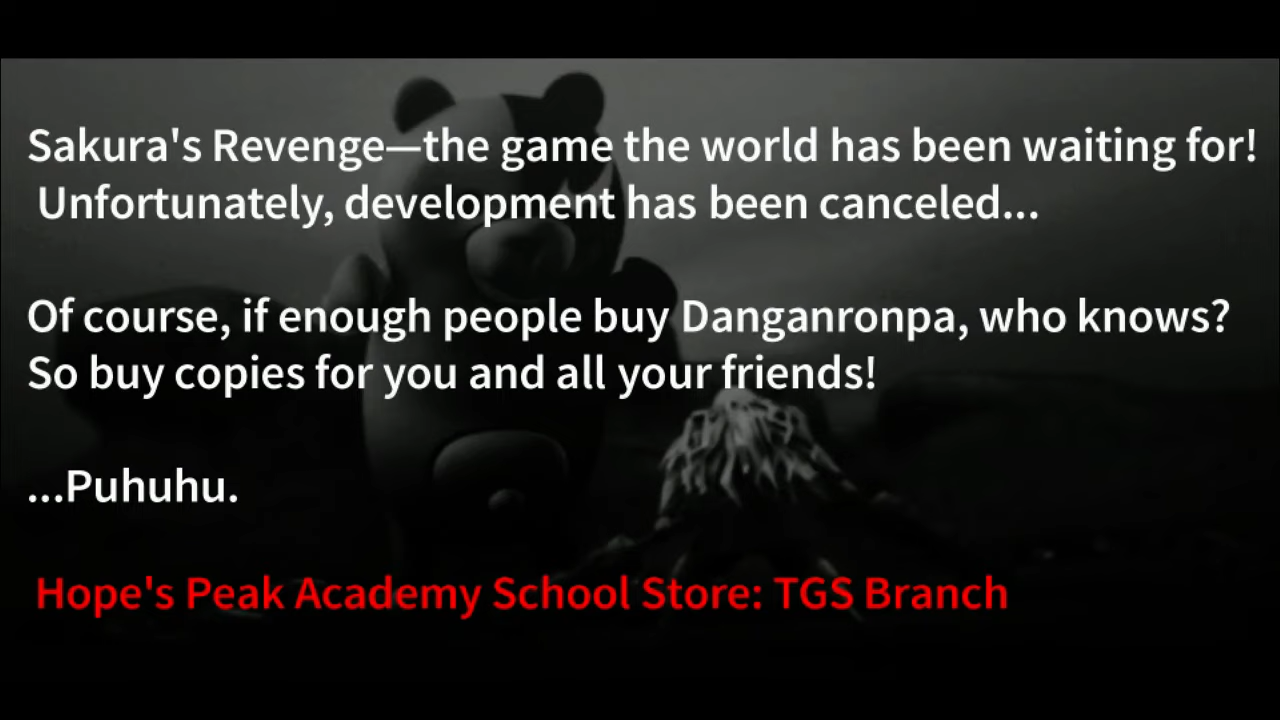 Sakura's Revenge—the game the world has been waiting for!
Unfortunately, development has been canceled...
Of course, if enough people buy Danganronpa, who knows?
So buy copies for you and all your friends!
...Puhuhu.
Hope's Peak Academy School Store: TGS Branch